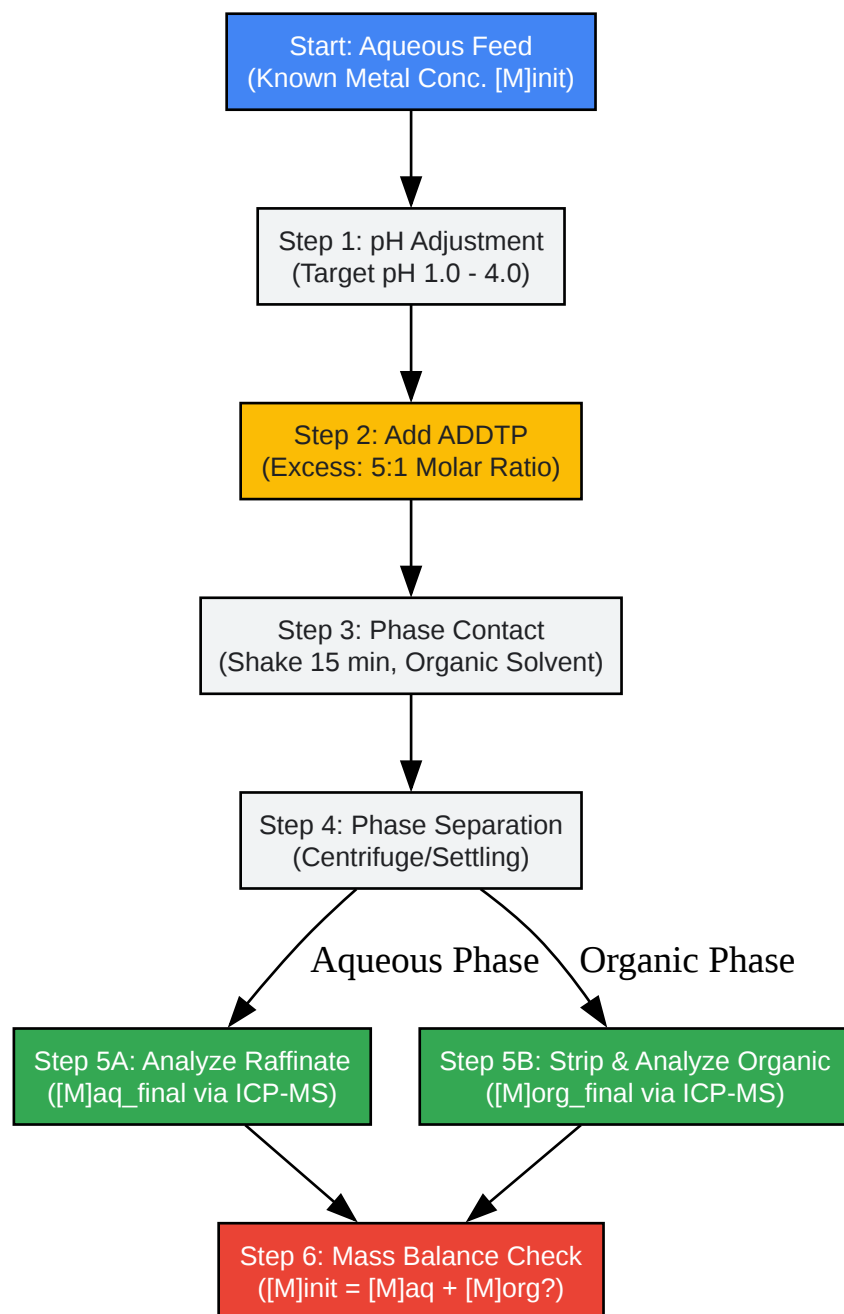 Start: Aqueous Feed
(Known Metal Conc. [M]init)
Step 1: pH Adjustment
(Target pH 1.0 - 4.0)
Step 2: Add ADDTP
(Excess: 5:1 Molar Ratio)
Step 3: Phase Contact
(Shake 15 min, Organic Solvent)
Step 4: Phase Separation
(Centrifuge/Settling)
Aqueous Phase
Organic Phase
Step 5A: Analyze Raffinate
([M]aq_final via ICP-MS)
Step 5B: Strip & Analyze Organic
([M]org_final via ICP-MS)
Step 6: Mass Balance Check
([M]init = [M]aq + [M]org?)